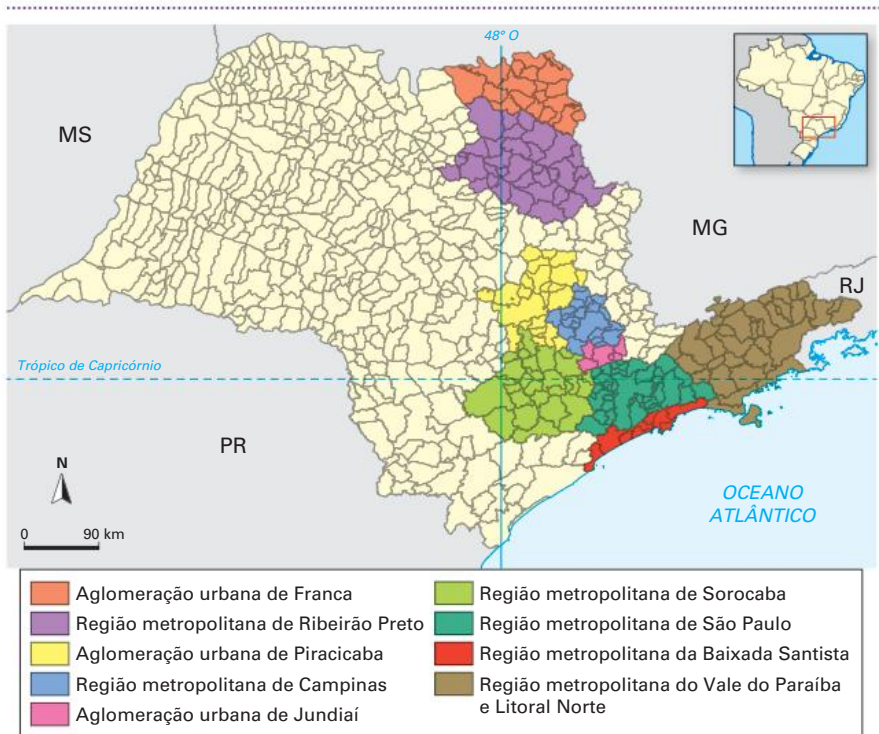 48º O
MS
MG
RJ
Trópico de Capricórnio
PR
N
0 90 km
OCEANO
ATLÂNTICO
Aglomeração urbana de Franca
Região metropolitana de Ribeirão Preto
Aglomeração urbana de Piracicaba
Região metropolitana de Campinas
Aglomeração urbana de Jundiaí
Região metropolitana de Sorocaba
Região metropolitana de São Paulo
Região metropolitana da Baixada Santista
Região metropolitana do Vale do Paraíba
e Litoral Norte